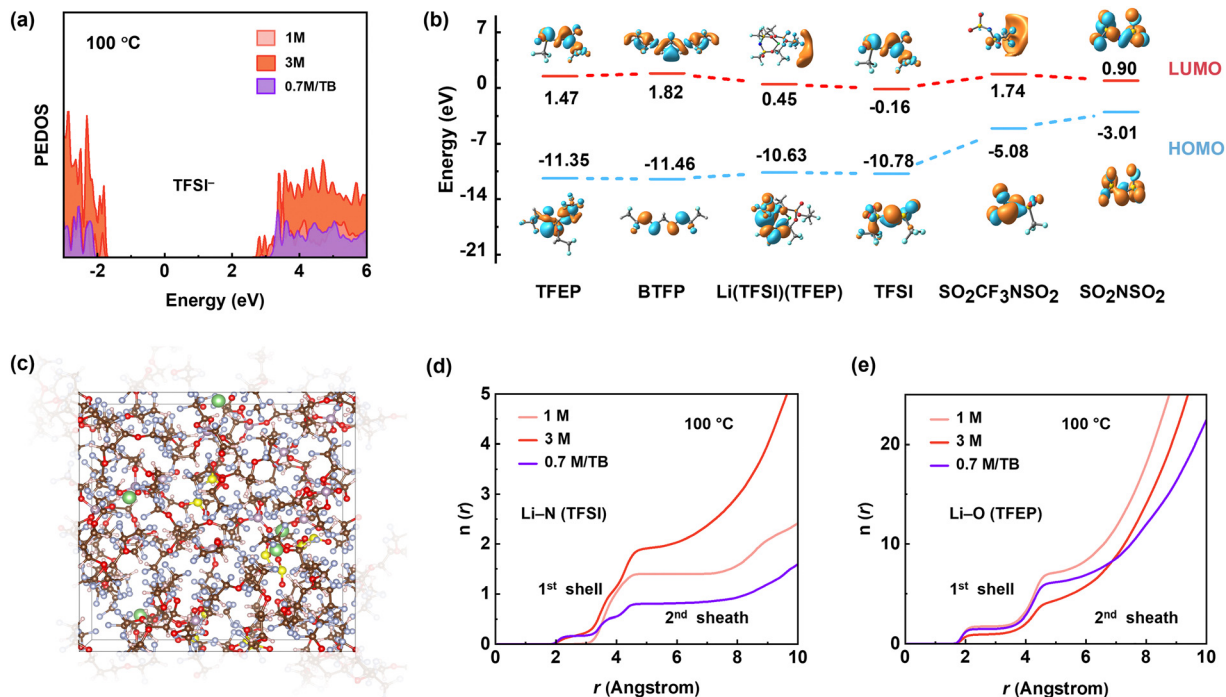 (a)
100 °C
1M
3M
0.7M/TB
PEDOS
TFSI⁻
-2
0
2
4
6
Energy (eV)
(b)
Energy (eV)
7
0
-7
-14
-21
1.47
1.82
0.45
-0.16
1.74
0.90
LUMO
-11.35
-11.46
-10.63
-10.78
-5.08
-3.01
HOMO
TFEP
BTFP
Li(TFSI)(TFEP)
TFSI
SO₂CF₃NSO₂
SO₂NSO₂
(c)
(d)
n (r)
5
4
3
2
1
0
1 M
3 M
0.7 M/TB
100 °C
Li–N (TFSI)
1ˢᵗ shell
2ⁿᵈ sheath
0
2
4
6
8
10
r (Angstrom)
(e)
n (r)
20
10
0
1 M
3 M
0.7 M/TB
100 °C
Li–O (TFEP)
1ˢᵗ shell
2ⁿᵈ sheath
0
2
4
6
8
10
r (Angstrom)